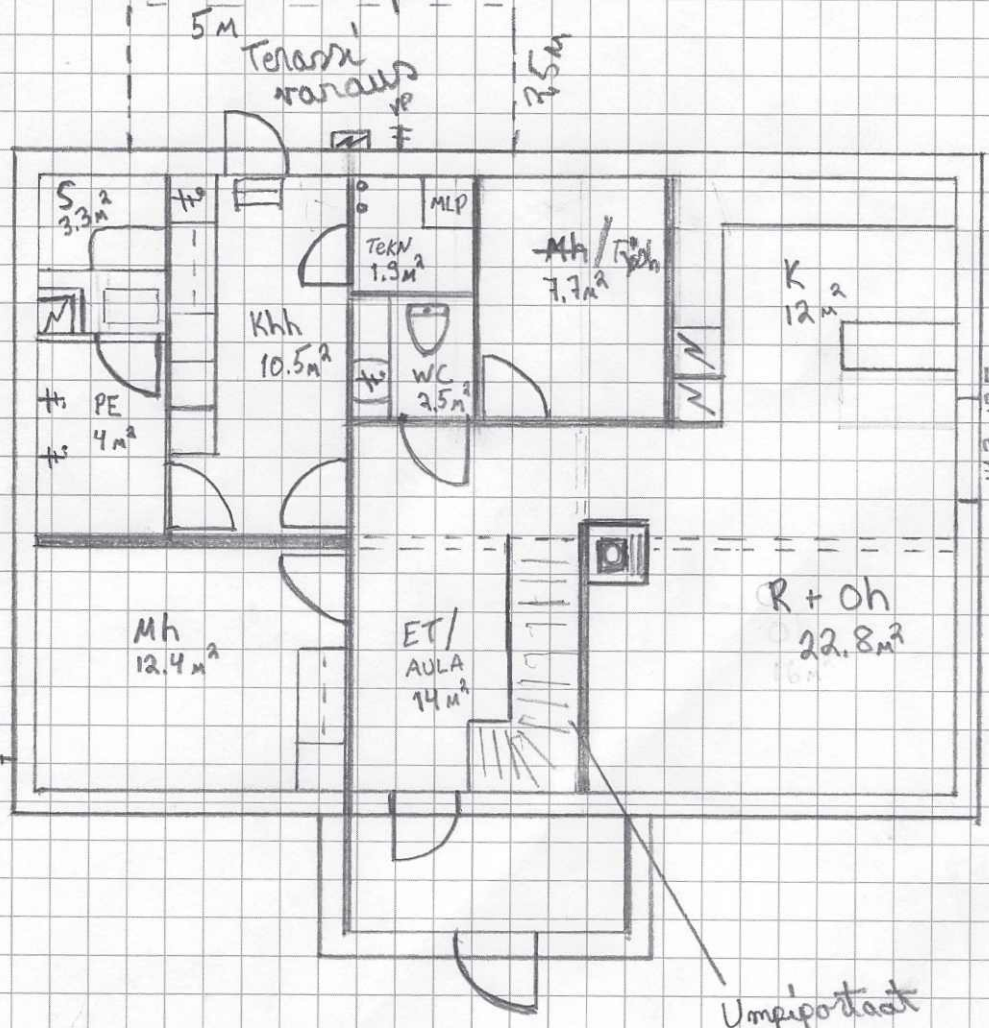 5 M
Terassi
varaus
VP
2,5 M
S
3.3 m²
MLP
TEKN
1.9 m²
Mh / Työh
7.7 m²
K
12 m²
Khh
10.5 m²
WC
2.5 m²
PE
4 m²
Mh
12.4 m²
ET/
AULA
14 m²
R + Oh
22.8 m²
16 m²
Umpiportaat